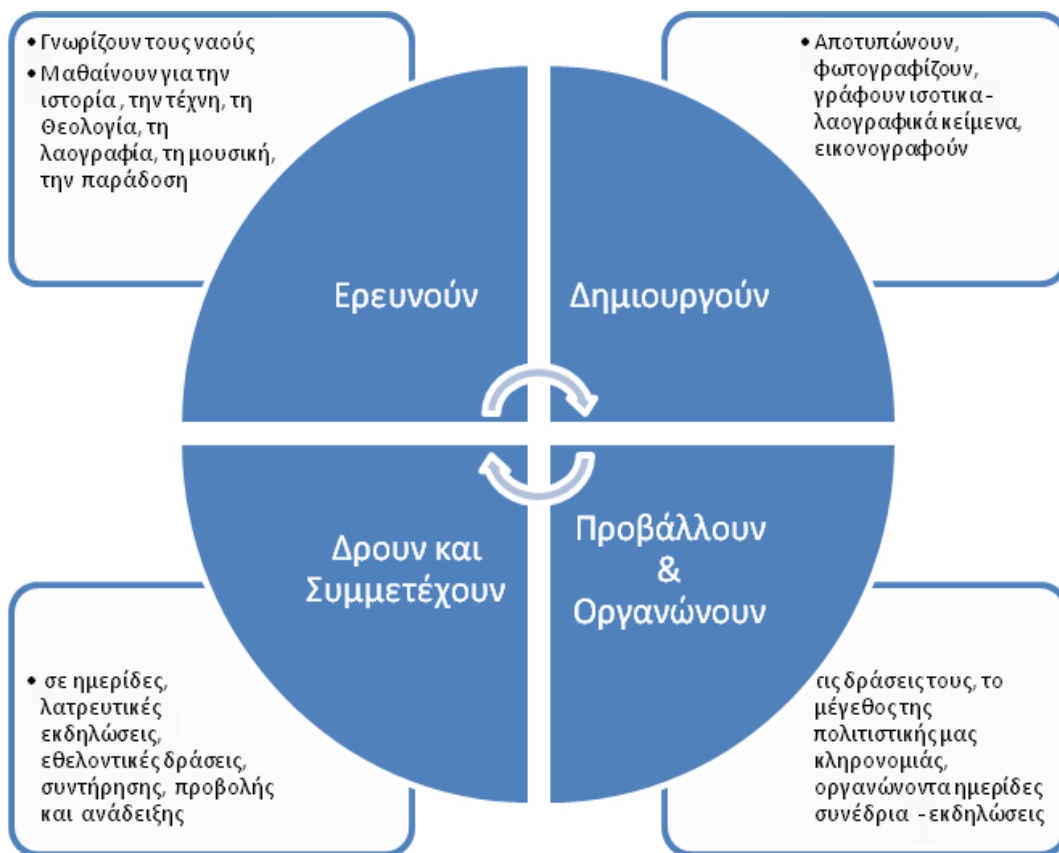 • Γνωρίζουν τους ναούς
• Μαθαίνουν για την
ιστορία , την τέχνη, τη
Θεολογία, τη
λαογραφία, τη μουσική,
την παράδοση
• Αποτυπώνουν,
φωτογραφίζουν,
γράφουν ισοτικα -
λαογραφικά κείμενα,
εικονογραφούν
Ερευνούν
Δημιουργούν
Δρουν και
Συμμετέχουν
Προβάλλουν
&
Οργανώνουν
• σε ημερίδες,
λατρευτικές
εκδηλώσεις,
εθελοντικές δράσεις,
συντήρησης, προβολής
και ανάδειξης
τις δράσεις τους, το
μέγεθος της
πολιτιστικής μας
κληρονομιάς,
οργανώνοντα ημερίδες
συνέδρια - εκδηλώσεις